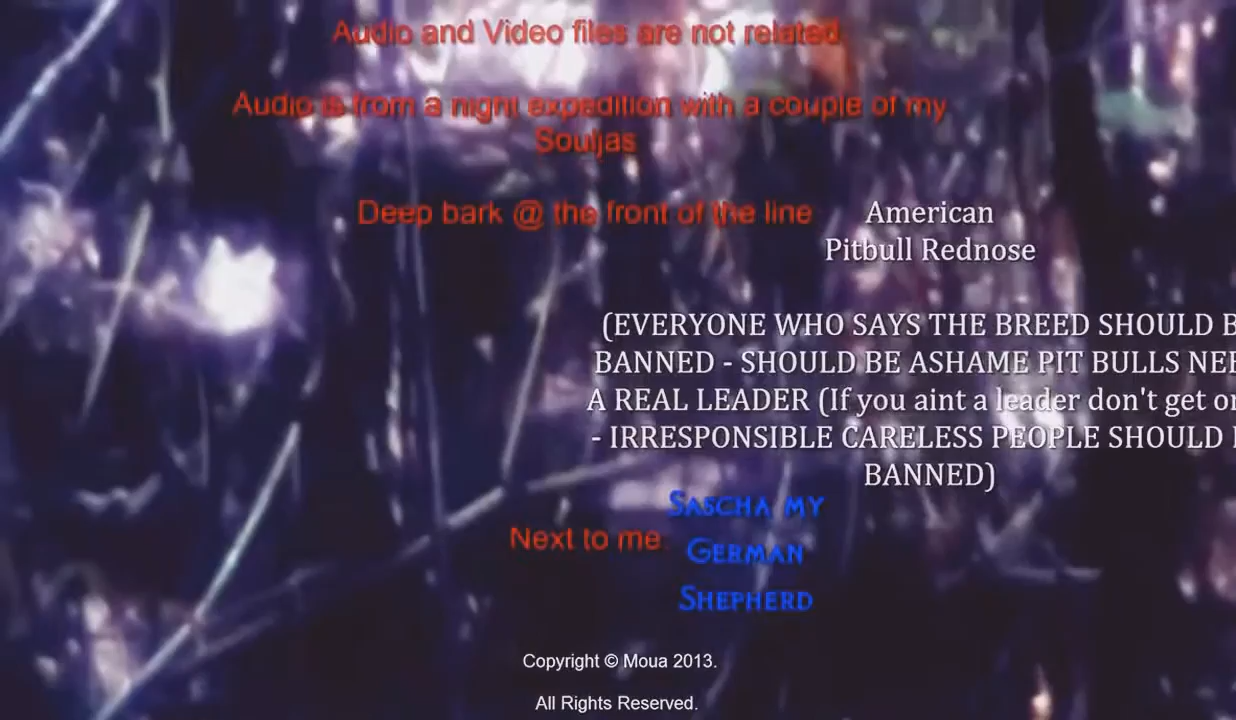 Audio and Video files are not related
Audio is from a night expedition with a couple of my
Souljas
Deep bark @ the front of the line
American
Pitbull Rednose
(EVERYONE WHO SAYS THE BREED SHOULD B
BANNED - SHOULD BE ASHAME PIT BULLS NEE
A REAL LEADER (If you aint a leader don't get o
- IRRESPONSIBLE CARELESS PEOPLE SHOULD
BANNED)
Next to me:
SASCHA MY
GERMAN
SHEPHERD
Copyright © Moua 2013.
All Rights Reserved.